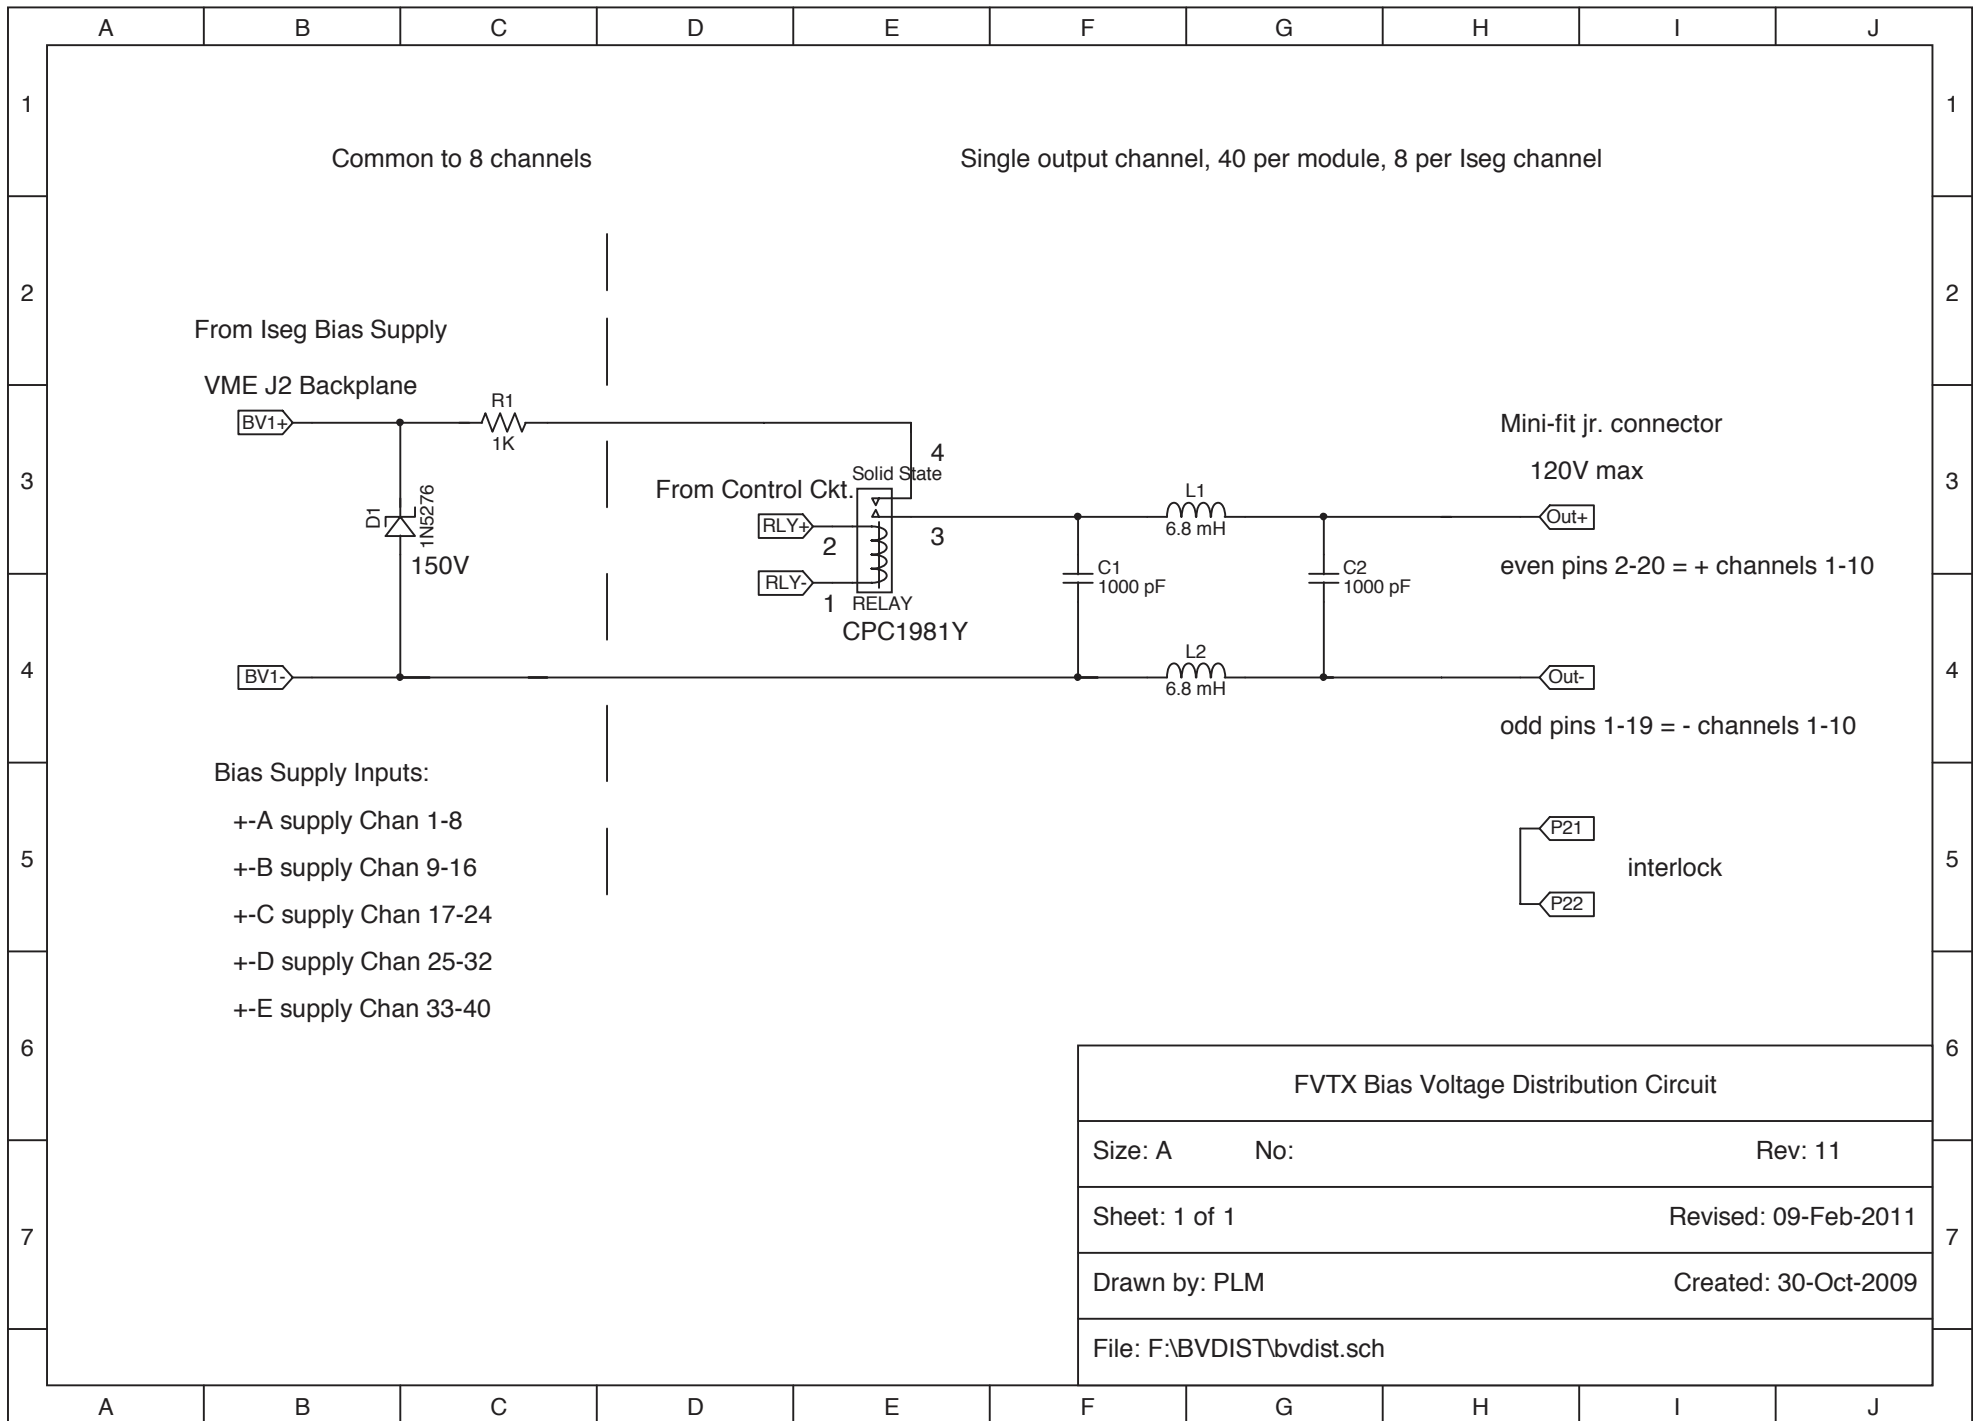 A B C D E F G H I J
1 1
Common to 8 channels
Single output channel, 40 per module, 8 per Iseg channel
2 2
From Iseg Bias Supply
VME J2 Backplane
BV1+
R1
1K
3 3
D1
1N5276
150V
From Control Ckt.
Solid State
4
RLY+
2
3
RLY-
1
RELAY
CPC1981Y
L1
6.8 mH
C1
1000 pF
C2
1000 pF
Mini-fit jr. connector
120V max
Out+
even pins 2-20 = + channels 1-10
4 4
BV1-
L2
6.8 mH
Out-
odd pins 1-19 = - channels 1-10
Bias Supply Inputs:
+-A supply Chan 1-8
+-B supply Chan 9-16
+-C supply Chan 17-24
+-D supply Chan 25-32
+-E supply Chan 33-40
5 5
P21
interlock
P22
6 6
FVTX Bias Voltage Distribution Circuit
Size: A No: Rev: 11
Sheet: 1 of 1 Revised: 09-Feb-2011
7 7
Drawn by: PLM Created: 30-Oct-2009
File: F:\BVDIST\bvdist.sch
A B C D E F G H I J